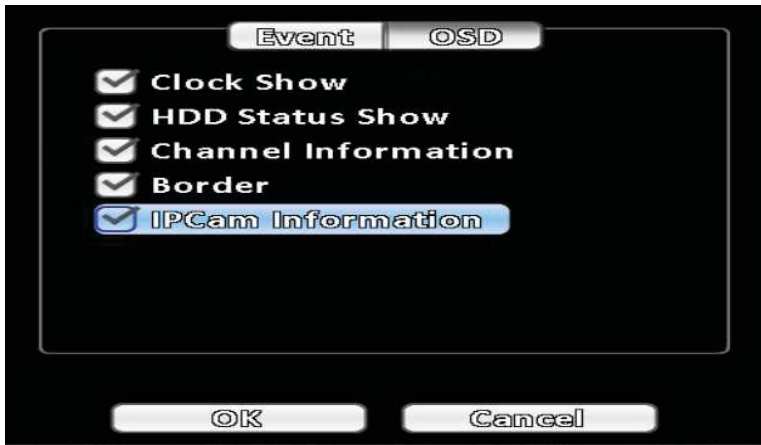 Event OSD
Clock Show
HDD Status Show
Channel Information
Border
IPCam Information
OK Cancel